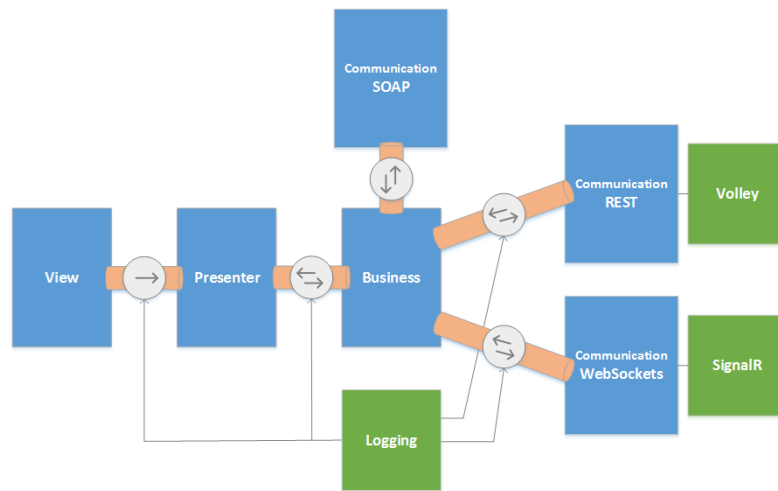 Communication
SOAP
Communication
REST
Volley
View
Presenter
Business
Communication
WebSockets
SignalR
Logging